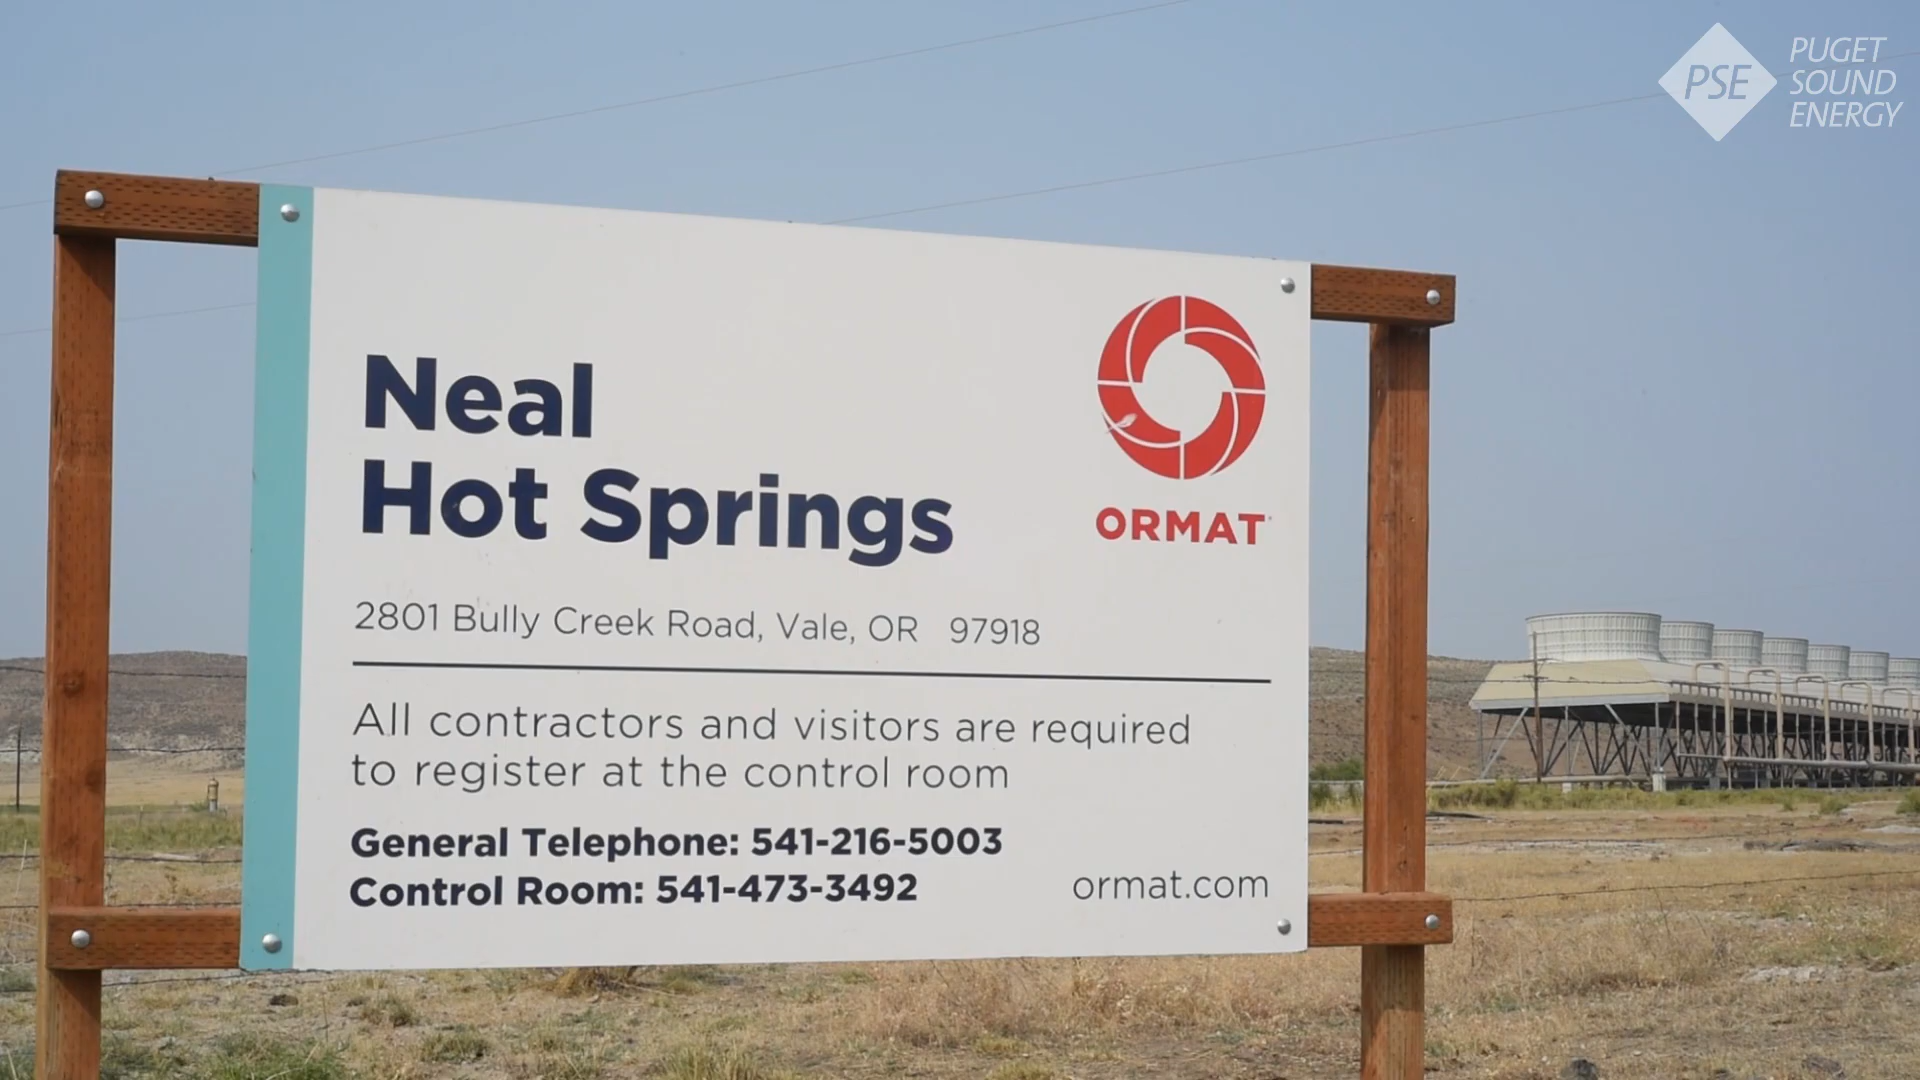 PSE
PUGET
SOUND
ENERGY
Neal
Hot Springs
ORMAT
2801 Bully Creek Road, Vale, OR 97918
All contractors and visitors are required
to register at the control room
General Telephone: 541-216-5003
Control Room: 541-473-3492
ormat.com